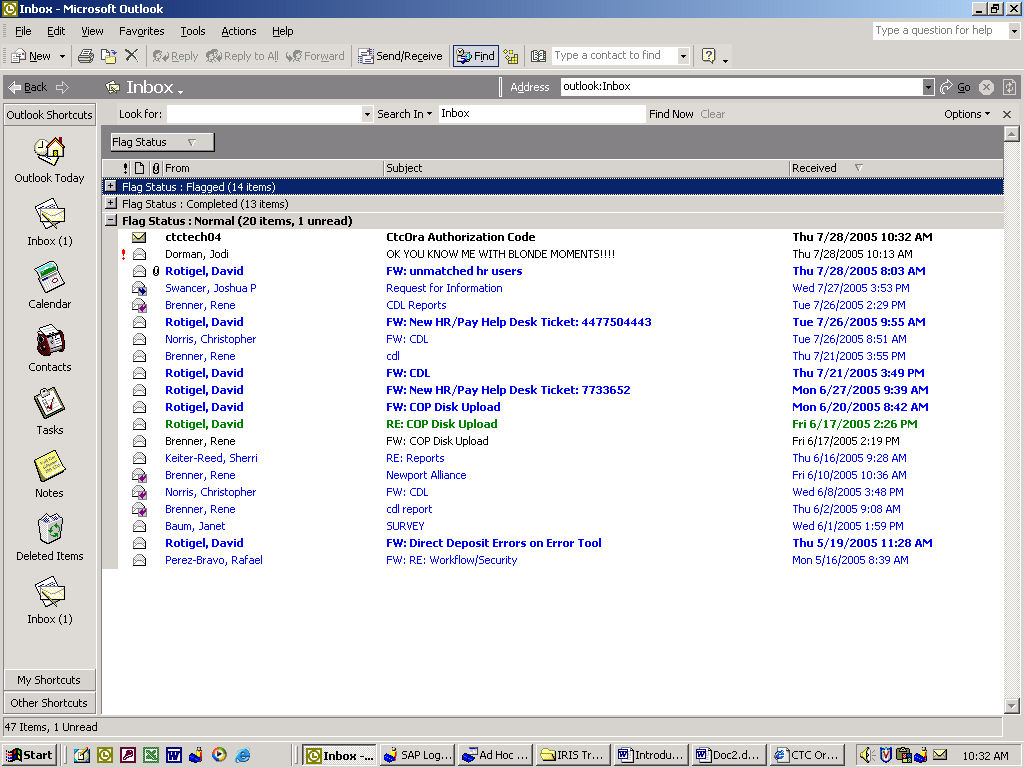 Inbox - Microsoft Outlook
File Edit View Favorites Tools Actions Help Type a question for help
New Reply Reply to All Forward Send/Receive Find Type a contact to find
Back Inbox Address outlook:Inbox Go
Outlook Shortcuts Look for: Search In Inbox Find Now Clear Options
Flag Status
From Subject Received
Flag Status : Flagged (14 items)
Flag Status : Completed (13 items)
Flag Status : Normal (20 items, 1 unread)
ctctech04 CtcOra Authorization Code Thu 7/28/2005 10:32 AM
Dorman, Jodi OK YOU KNOW ME WITH BLONDE MOMENTS!!!! Thu 7/28/2005 10:13 AM
Rotigel, David FW: unmatched hr users Thu 7/28/2005 8:03 AM
Swancer, Joshua P Request for Information Wed 7/27/2005 3:53 PM
Brenner, Rene CDL Reports Tue 7/26/2005 2:29 PM
Rotigel, David FW: New HR/Pay Help Desk Ticket: 4477504443 Tue 7/26/2005 9:55 AM
Norris, Christopher FW: CDL Tue 7/26/2005 8:51 AM
Brenner, Rene cdl Thu 7/21/2005 3:55 PM
Rotigel, David FW: CDL Thu 7/21/2005 3:49 PM
Rotigel, David FW: New HR/Pay Help Desk Ticket: 7733652 Mon 6/27/2005 9:39 AM
Rotigel, David FW: COP Disk Upload Mon 6/20/2005 8:42 AM
Rotigel, David RE: COP Disk Upload Fri 6/17/2005 2:26 PM
Brenner, Rene FW: COP Disk Upload Fri 6/17/2005 2:19 PM
Keiter-Reed, Sherri RE: Reports Thu 6/16/2005 9:28 AM
Brenner, Rene Newport Alliance Fri 6/10/2005 10:36 AM
Norris, Christopher FW: CDL Wed 6/8/2005 3:48 PM
Brenner, Rene cdl report Thu 6/2/2005 9:08 AM
Baum, Janet SURVEY Wed 6/1/2005 1:59 PM
Rotigel, David FW: Direct Deposit Errors on Error Tool Thu 5/19/2005 11:28 AM
Perez-Bravo, Rafael FW: RE: Workflow/Security Mon 5/16/2005 8:39 AM
Outlook Today
Inbox (1)
Calendar
Contacts
Tasks
Notes
Deleted Items
Inbox (1)
My Shortcuts
Other Shortcuts
47 Items, 1 Unread
Start Inbox -... SAP Log... Ad Hoc ... IRIS Tr... Introdu... Doc2.d... CTC Or... 10:32 AM